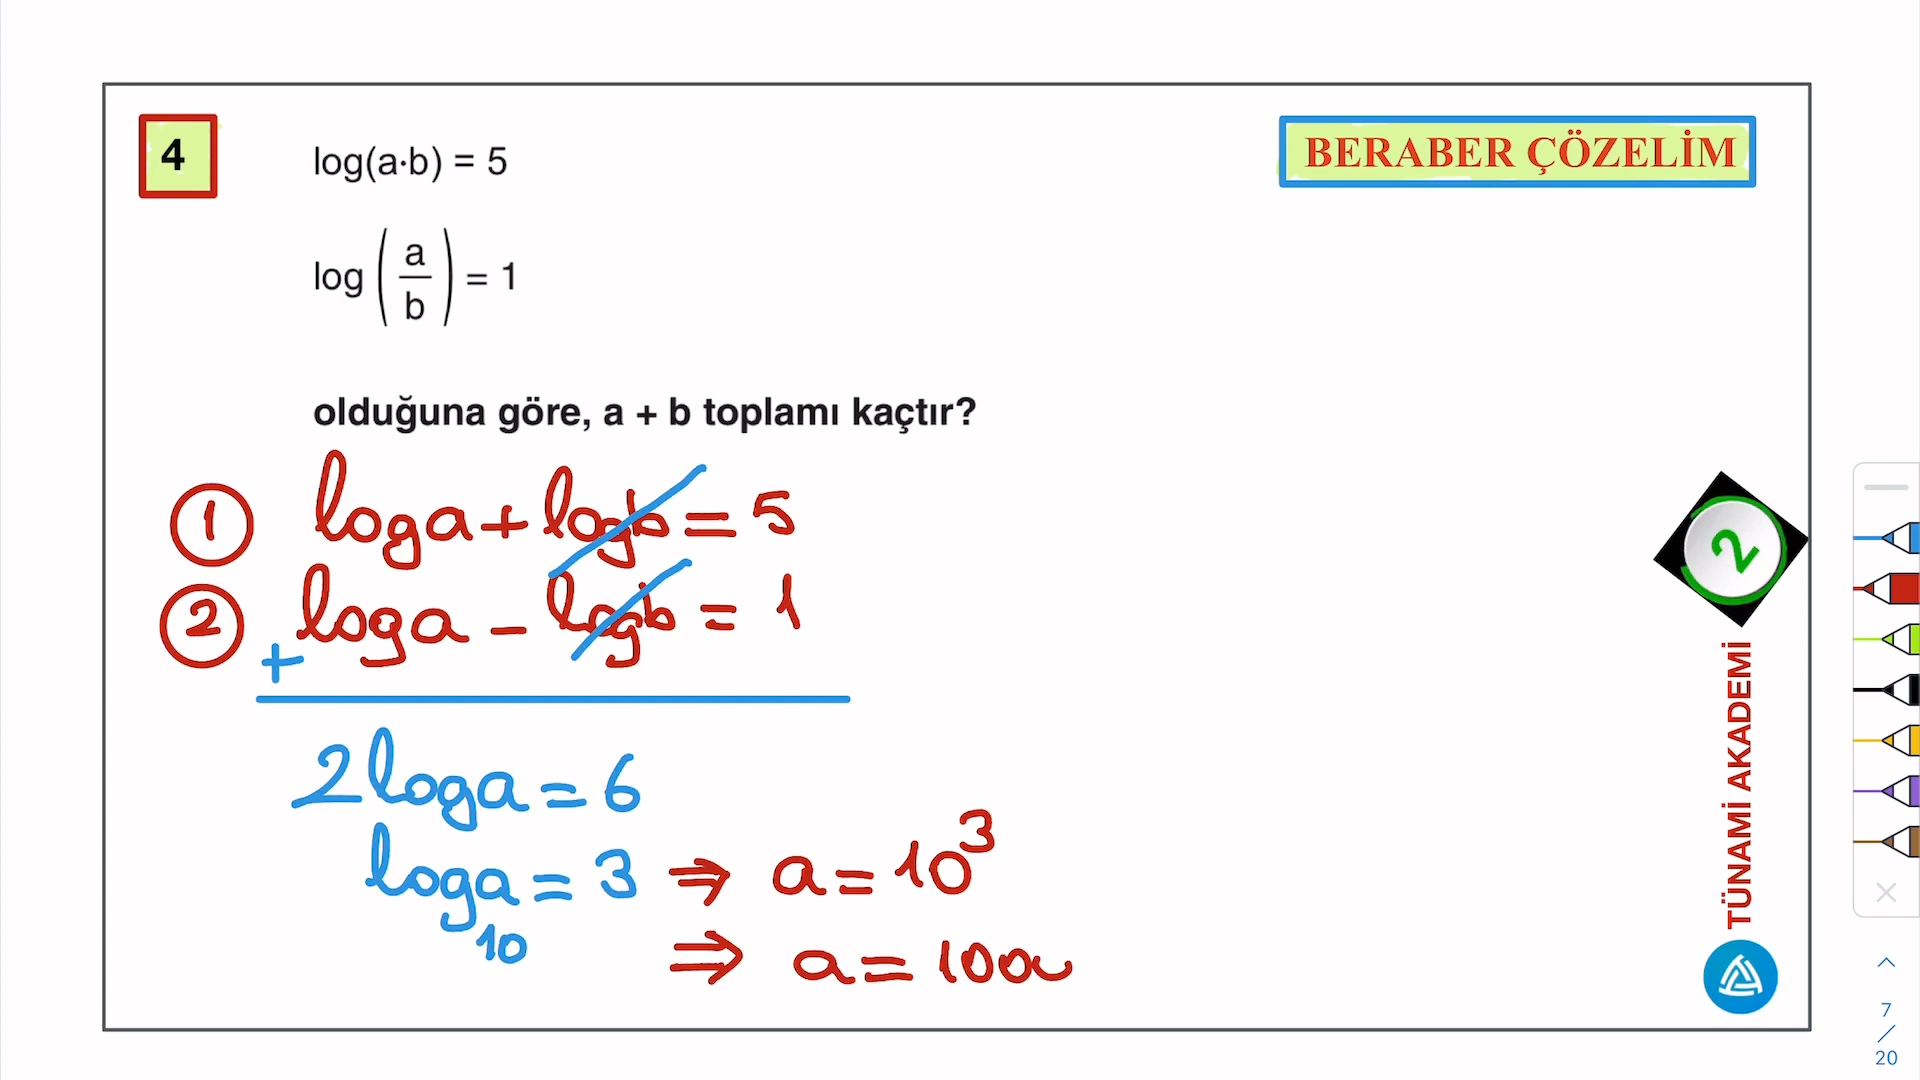 4
log(a·b) = 5
BERABER ÇÖZELİM
log(a/b) = 1
olduğuna göre, a + b toplamı kaçtır?
1 loga + logb = 5
2 loga - logb = 1
+
2loga = 6
loga = 3 ⇒ a = 10³
10
⇒ a = 1000
2
TÜNAMİ AKADEMİ
7
/
20